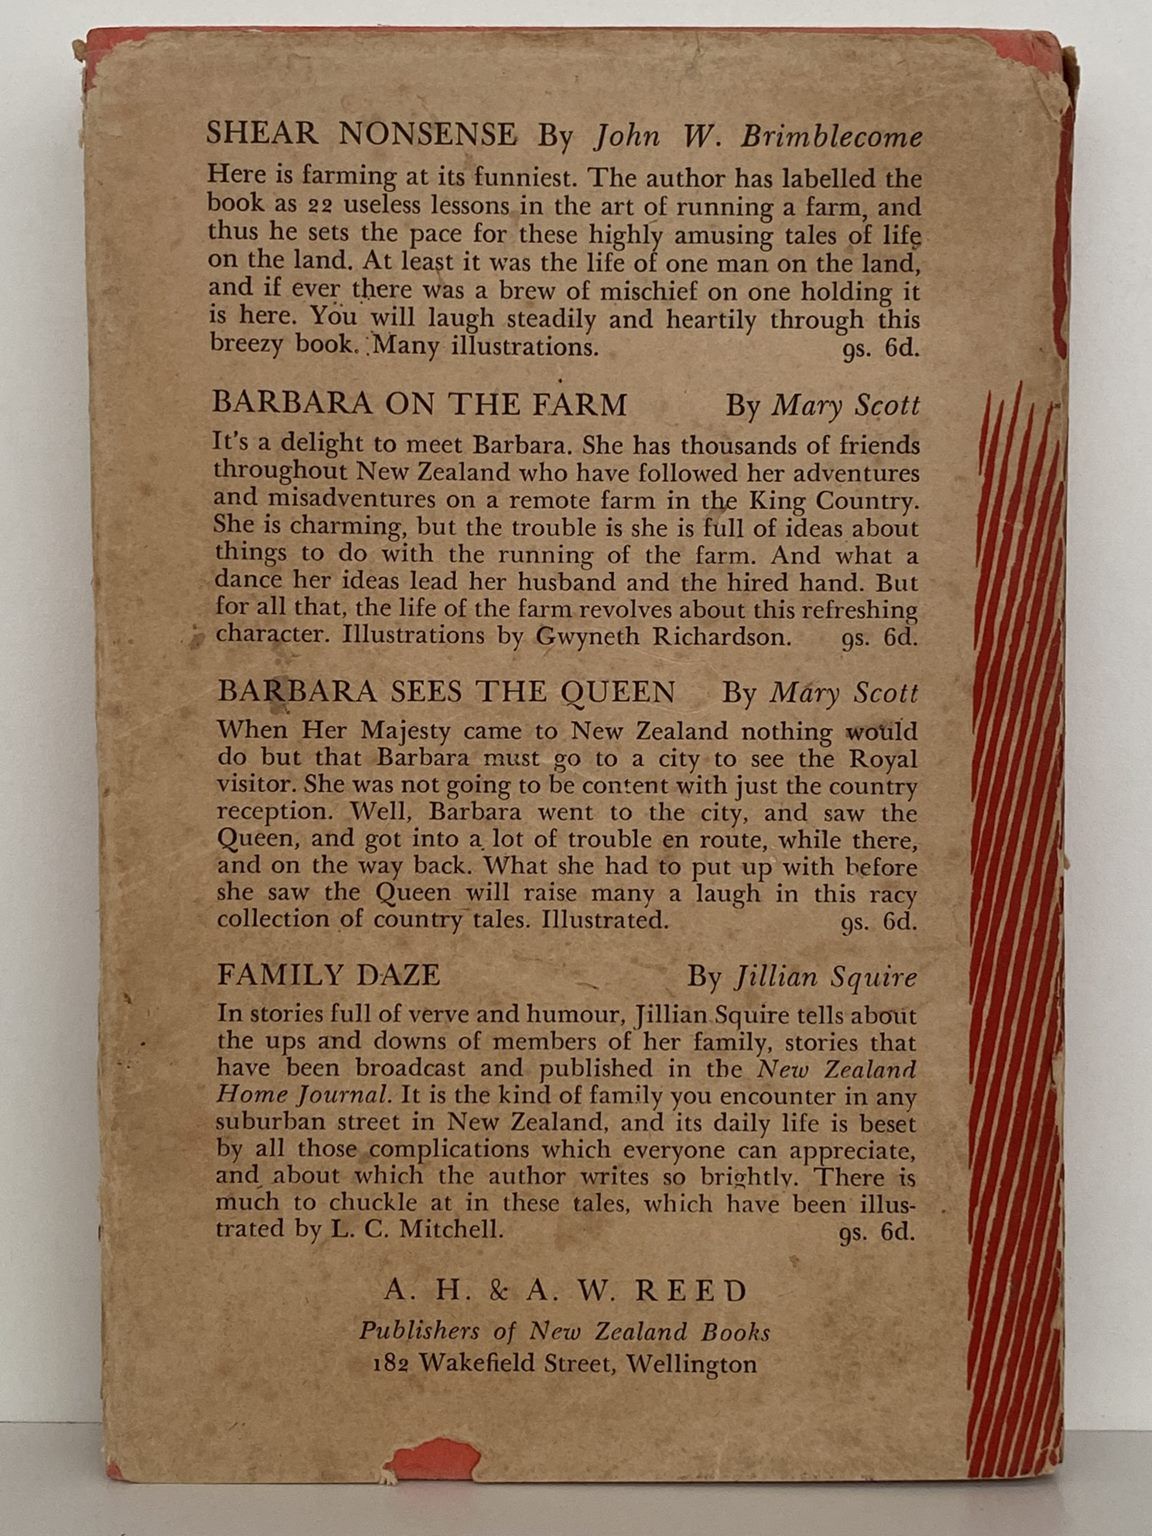 SHEAR NONSENSE By John W. Brimblecome
Here is farming at its funniest. The author has labelled the
book as 22 useless lessons in the art of running a farm, and
thus he sets the pace for these highly amusing tales of life
on the land. At least it was the life of one man on the land,
and if ever there was a brew of mischief on one holding it
is here. You will laugh steadily and heartily through this
breezy book. Many illustrations. 9s. 6d.
BARBARA ON THE FARM By Mary Scott
It's a delight to meet Barbara. She has thousands of friends
throughout New Zealand who have followed her adventures
and misadventures on a remote farm in the King Country.
She is charming, but the trouble is she is full of ideas about
things to do with the running of the farm. And what a
dance her ideas lead her husband and the hired hand. But
for all that, the life of the farm revolves about this refreshing
character. Illustrations by Gwyneth Richardson. 9s. 6d.
BARBARA SEES THE QUEEN By Mary Scott
When Her Majesty came to New Zealand nothing would
do but that Barbara must go to a city to see the Royal
visitor. She was not going to be content with just the country
reception. Well, Barbara went to the city, and saw the
Queen, and got into a lot of trouble en route, while there,
and on the way back. What she had to put up with before
she saw the Queen will raise many a laugh in this racy
collection of country tales. Illustrated. 9s. 6d.
FAMILY DAZE By Jillian Squire
In stories full of verve and humour, Jillian Squire tells about
the ups and downs of members of her family, stories that
have been broadcast and published in the New Zealand
Home Journal. It is the kind of family you encounter in any
suburban street in New Zealand, and its daily life is beset
by all those complications which everyone can appreciate,
and about which the author writes so brightly. There is
much to chuckle at in these tales, which have been illus-
trated by L. C. Mitchell. 9s. 6d.
A. H. & A. W. REED
Publishers of New Zealand Books
182 Wakefield Street, Wellington